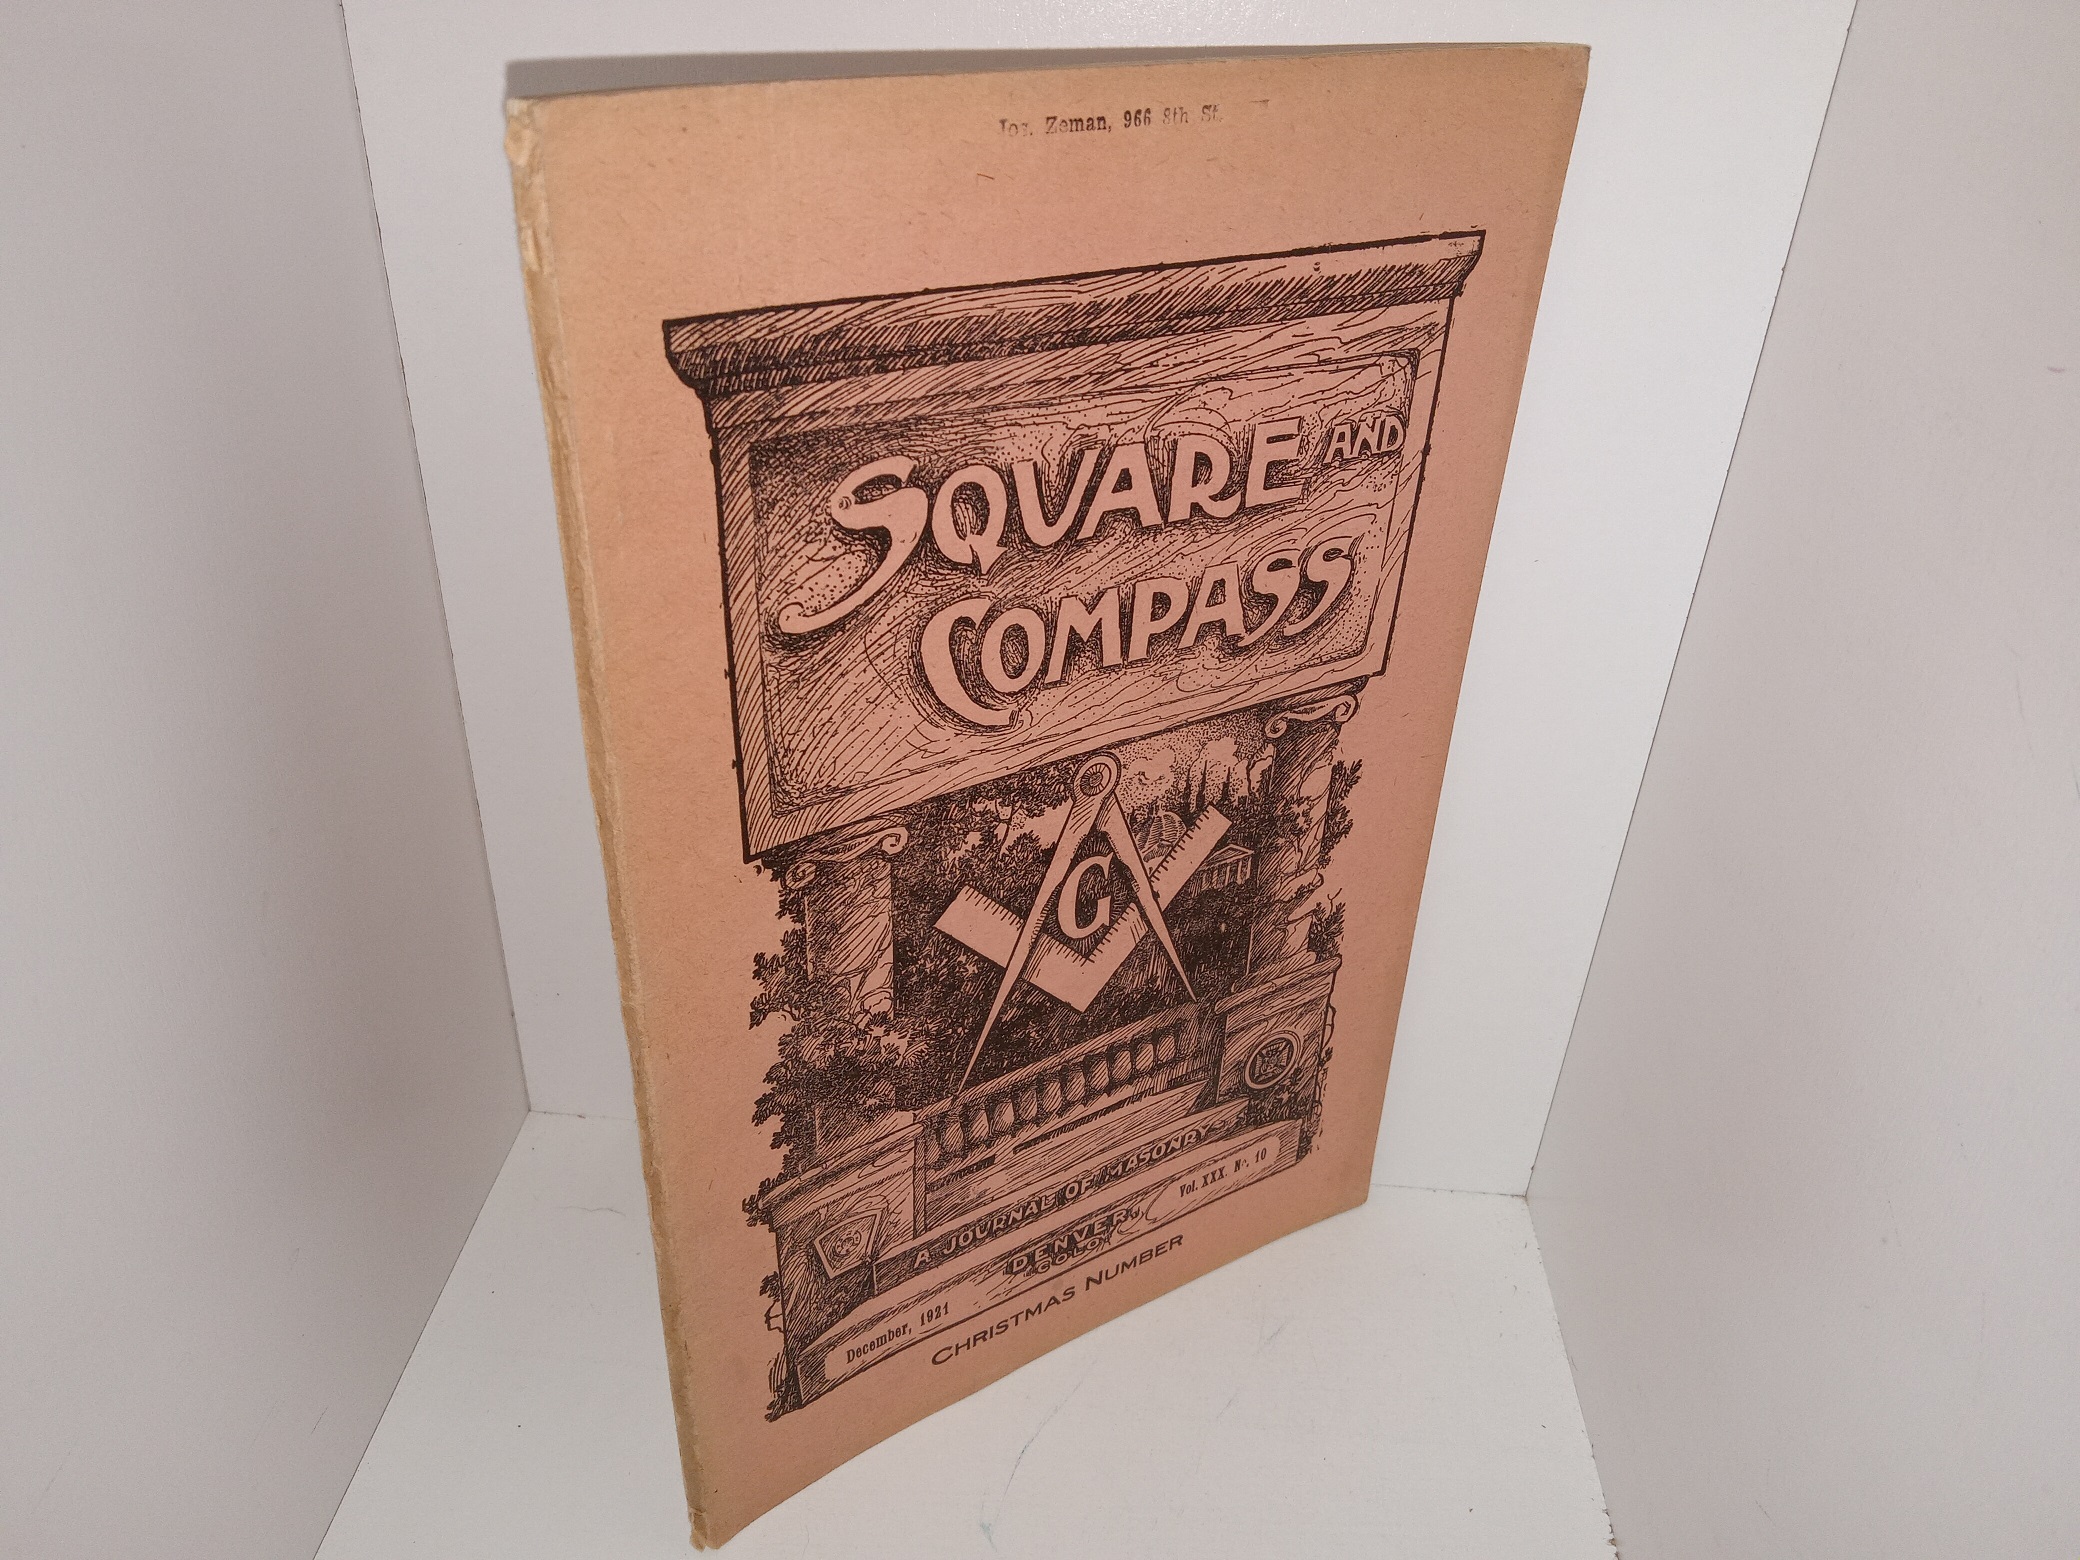 Jos. Zeman, 966 8th St.
SQUARE AND
COMPASS
G
A JOURNAL OF MASONRY
DENVER,
COLO.
Vol. XXX. No. 10
December, 1921
CHRISTMAS NUMBER